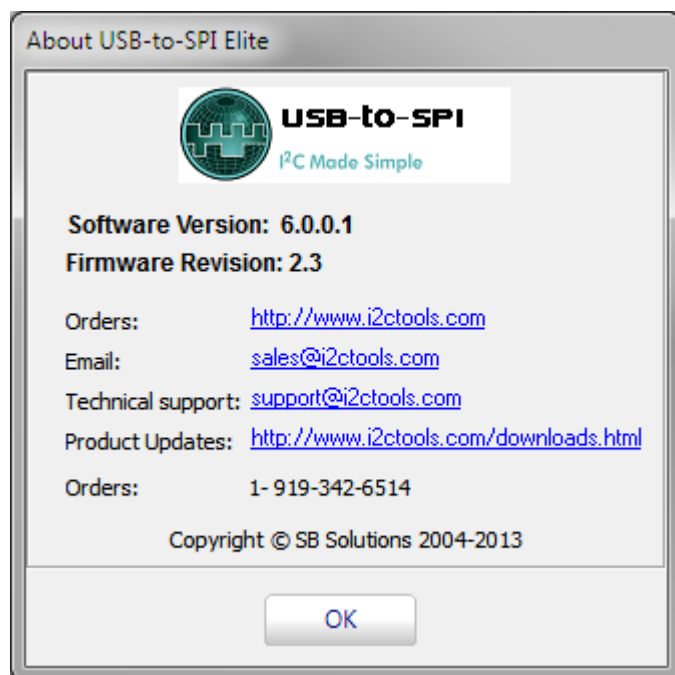 About USB-to-SPI Elite
USB-to-SPI
I²C Made Simple
Software Version: 6.0.0.1
Firmware Revision: 2.3
Orders: http://www.i2ctools.com
Email: sales@i2ctools.com
Technical support: support@i2ctools.com
Product Updates: http://www.i2ctools.com/downloads.html
Orders: 1- 919-342-6514
Copyright © SB Solutions 2004-2013
OK